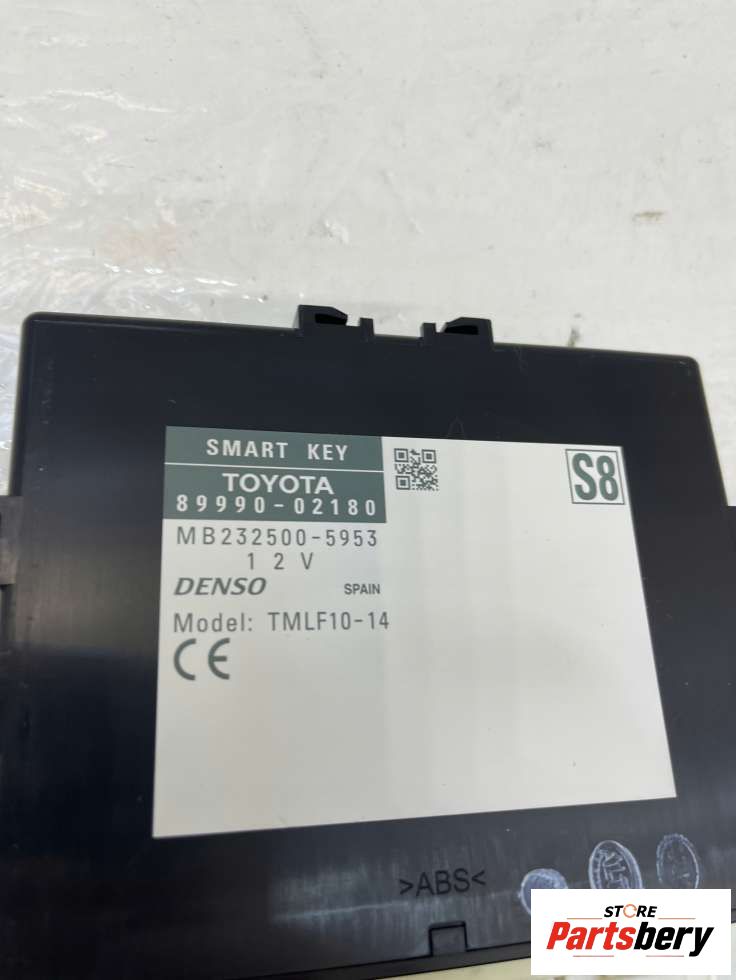 SMART KEY
TOYOTA
89990-02180
S8
MB232500-5953
12V
DENSO SPAIN
Model: TMLF10-14
CE
>ABS<
STORE
Partsbery